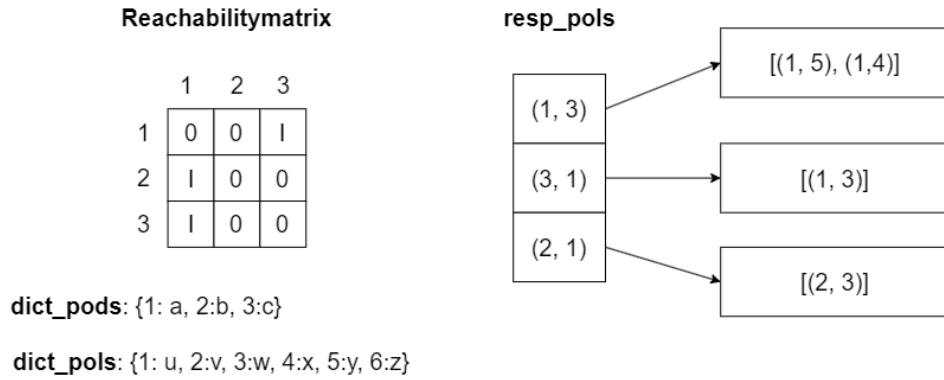 Reachabilitymatrix
1 2 3
1 0 0 I
2 I 0 0
3 I 0 0
resp_pols
(1, 3) [(1, 5), (1,4)]
(3, 1) [(1, 3)]
(2, 1) [(2, 3)]
dict_pods: {1: a, 2:b, 3:c}
dict_pols: {1: u, 2:v, 3:w, 4:x, 5:y, 6:z}